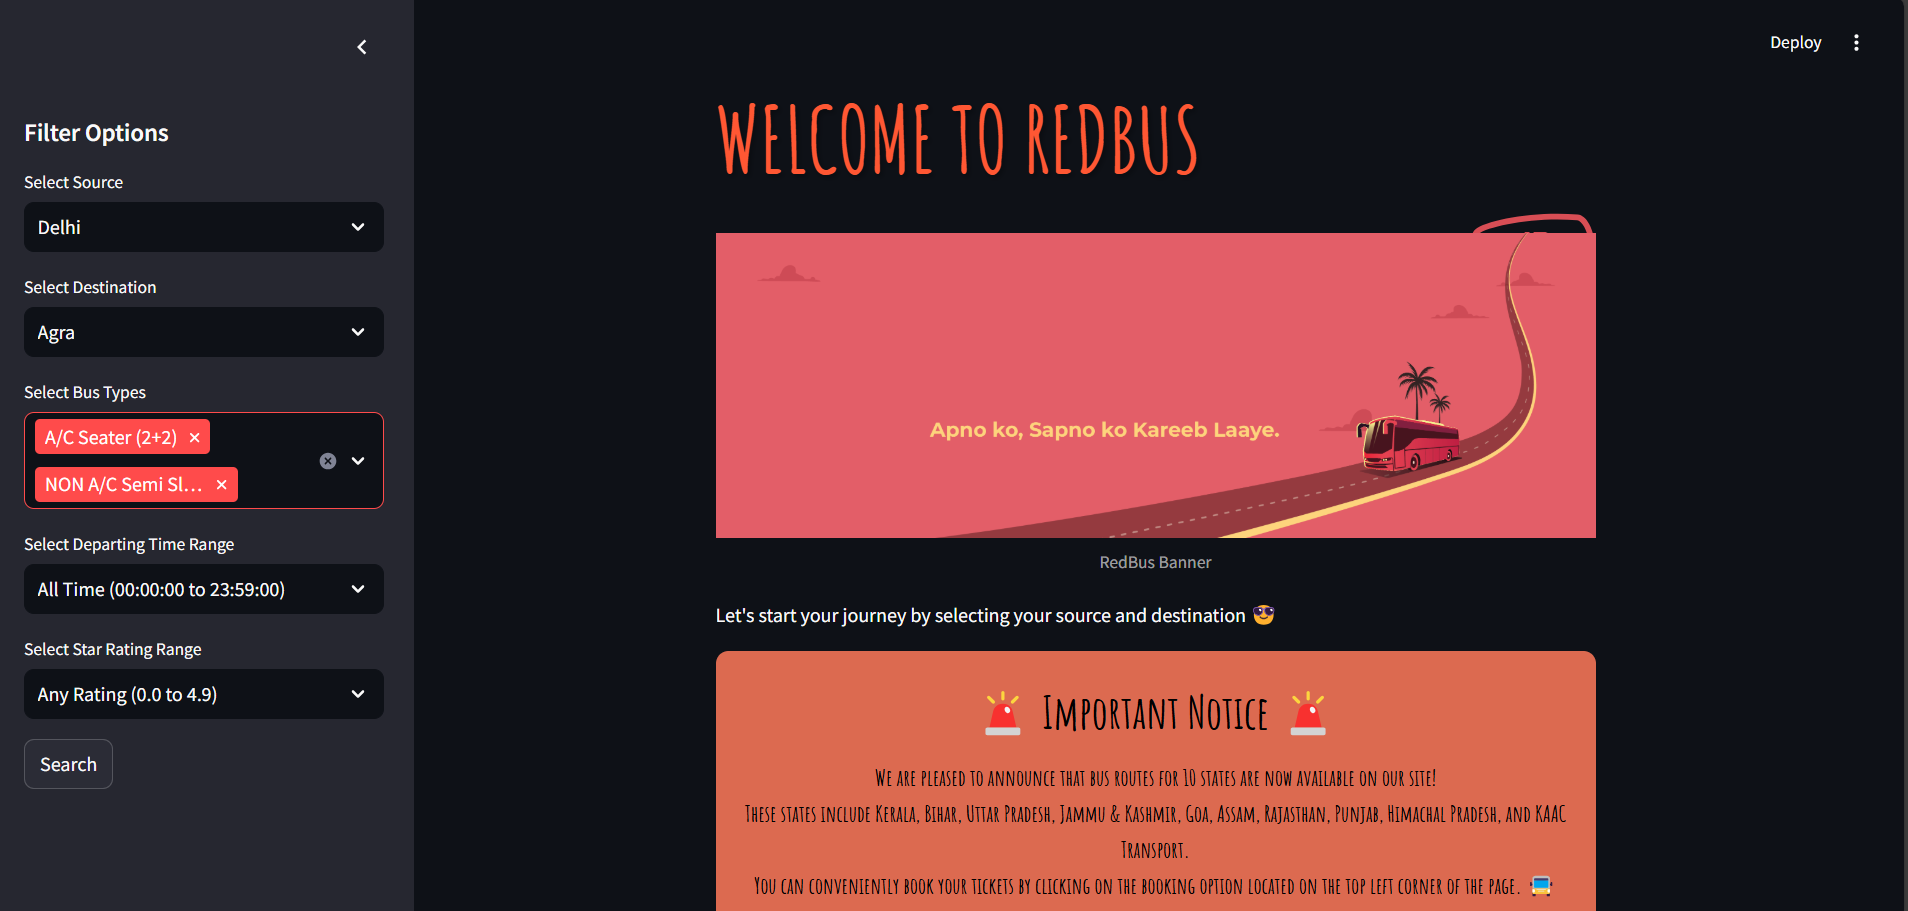 Deploy
Filter Options
Select Source
Delhi
Select Destination
Agra
Select Bus Types
A/C Seater (2+2)
NON A/C Semi Sl...
Select Departing Time Range
All Time (00:00:00 to 23:59:00)
Select Star Rating Range
Any Rating (0.0 to 4.9)
Search
WELCOME TO REDBUS
Apno ko, Sapno ko Kareeb Laaye.
RedBus Banner
Let's start your journey by selecting your source and destination 😎
🚨 Important Notice 🚨
We are pleased to announce that bus routes for 10 states are now available on our site!
These states include Kerala, Bihar, Uttar Pradesh, Jammu & Kashmir, Goa, Assam, Rajasthan, Punjab, Himachal Pradesh, and KAAC
Transport.
You can conveniently book your tickets by clicking on the booking option located on the top left corner of the page. 🚍